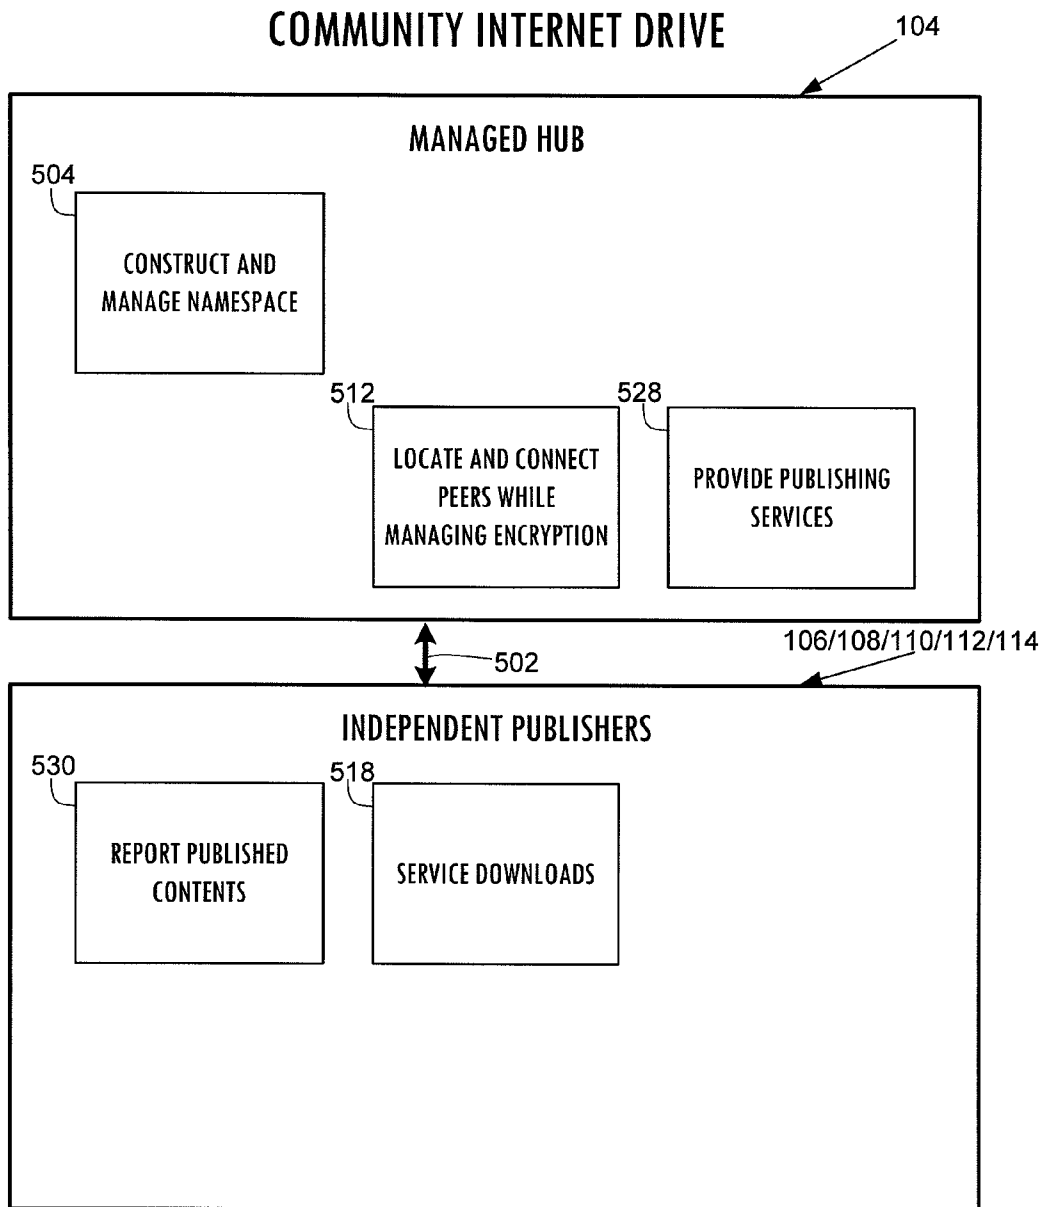 COMMUNITY INTERNET DRIVE
104
MANAGED HUB
504
CONSTRUCT AND
MANAGE NAMESPACE
512
LOCATE AND CONNECT
PEERS WHILE
MANAGING ENCRYPTION
528
PROVIDE PUBLISHING
SERVICES
502
106/108/110/112/114
INDEPENDENT PUBLISHERS
530
REPORT PUBLISHED
CONTENTS
518
SERVICE DOWNLOADS